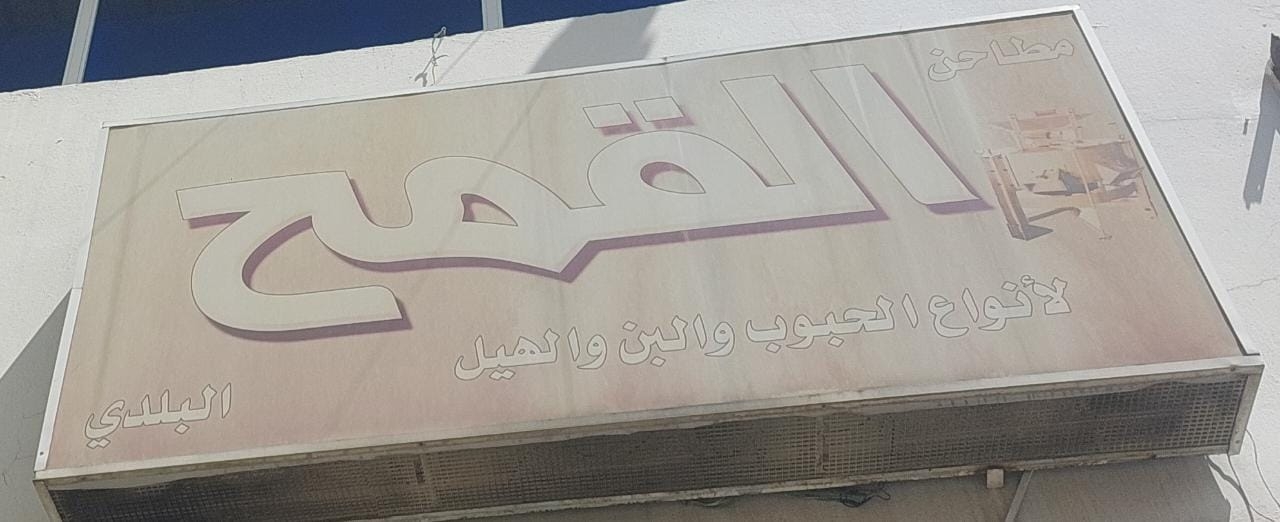 مطاحن
القمح
لأنواع الحبوب والبن والهيل
البلدي